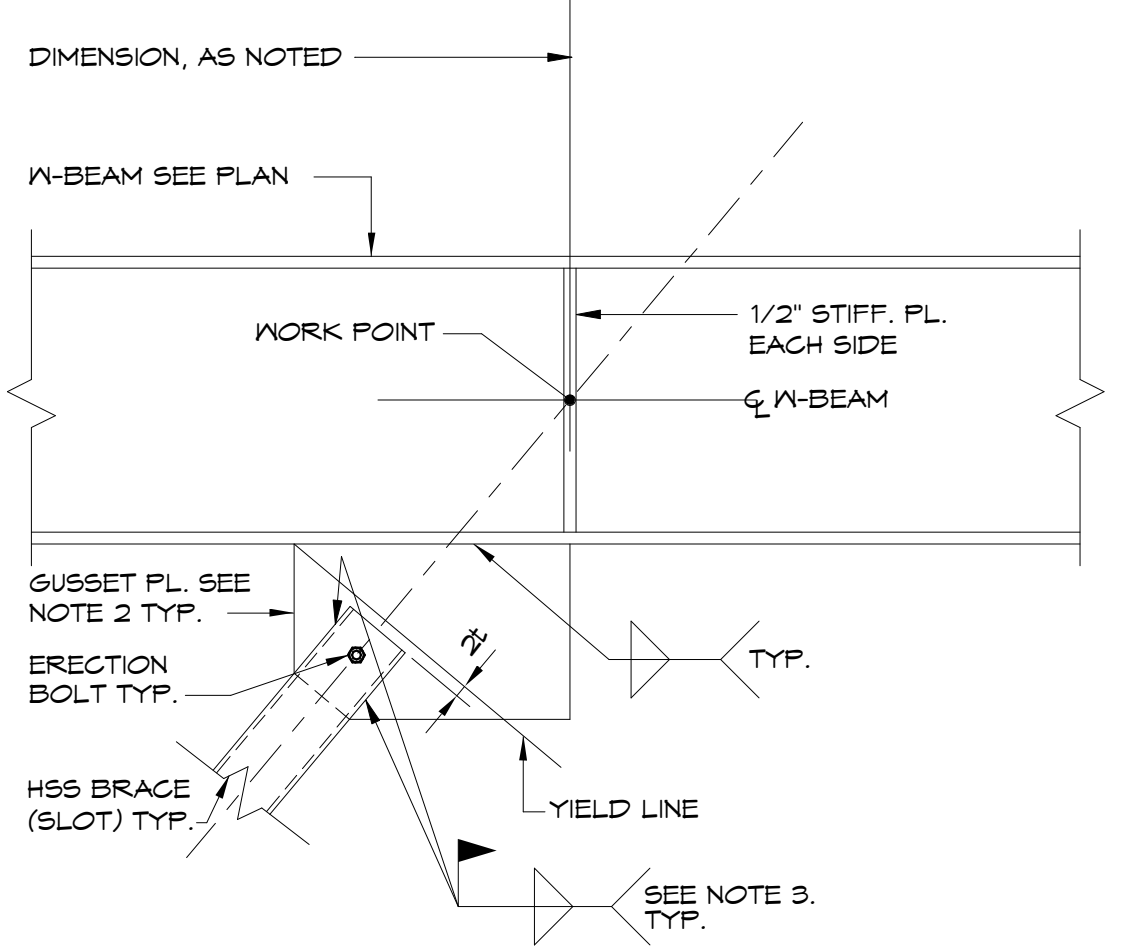 DIMENSION, AS NOTED
W-BEAM SEE PLAN
WORK POINT
1/2" STIFF. PL.
EACH SIDE
℄ W-BEAM
GUSSET PL. SEE
NOTE 2 TYP.
ERECTION
BOLT TYP.
2t
TYP.
HSS BRACE
(SLOT) TYP.
YIELD LINE
SEE NOTE 3.
TYP.